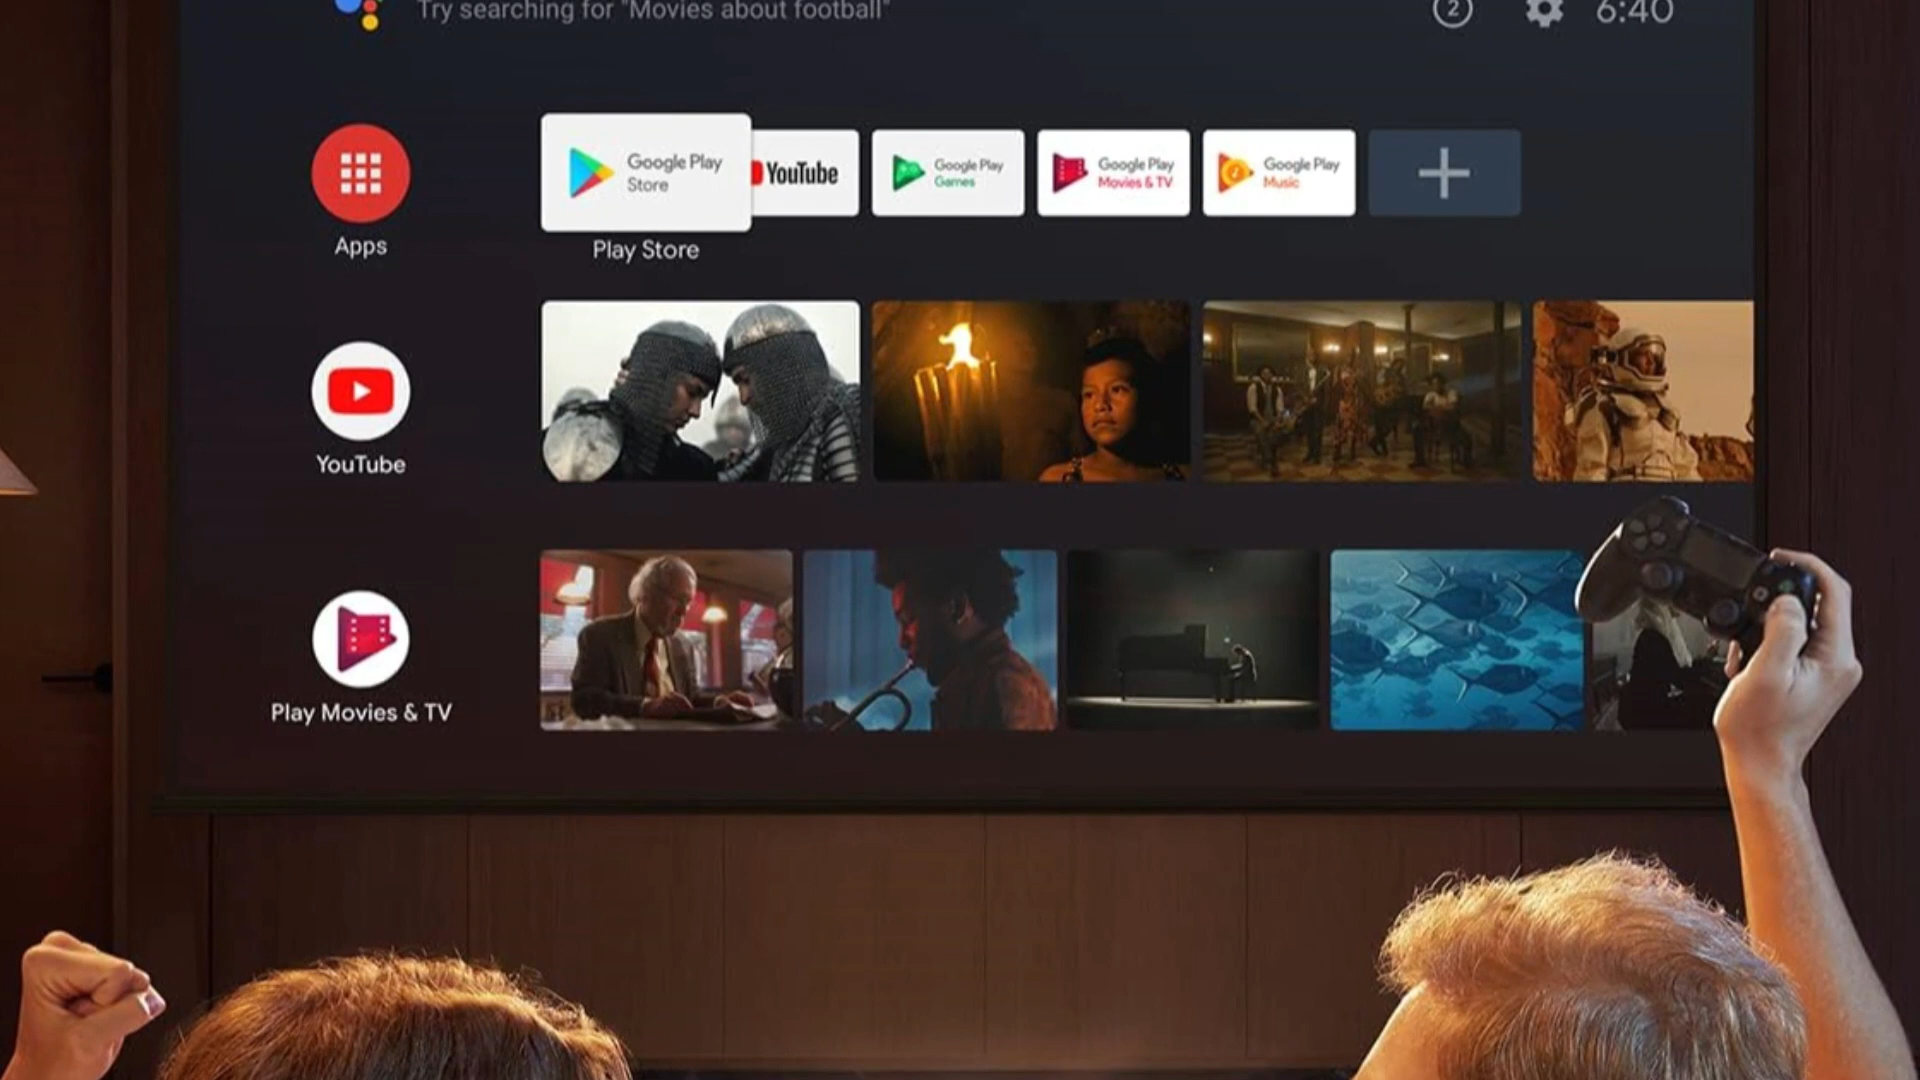 Try searching for "Movies about football"
2
6:40
Google Play
Store
YouTube
Google Play
Games
Google Play
Movies & TV
Google Play
Music
Apps
Play Store
YouTube
Play Movies & TV